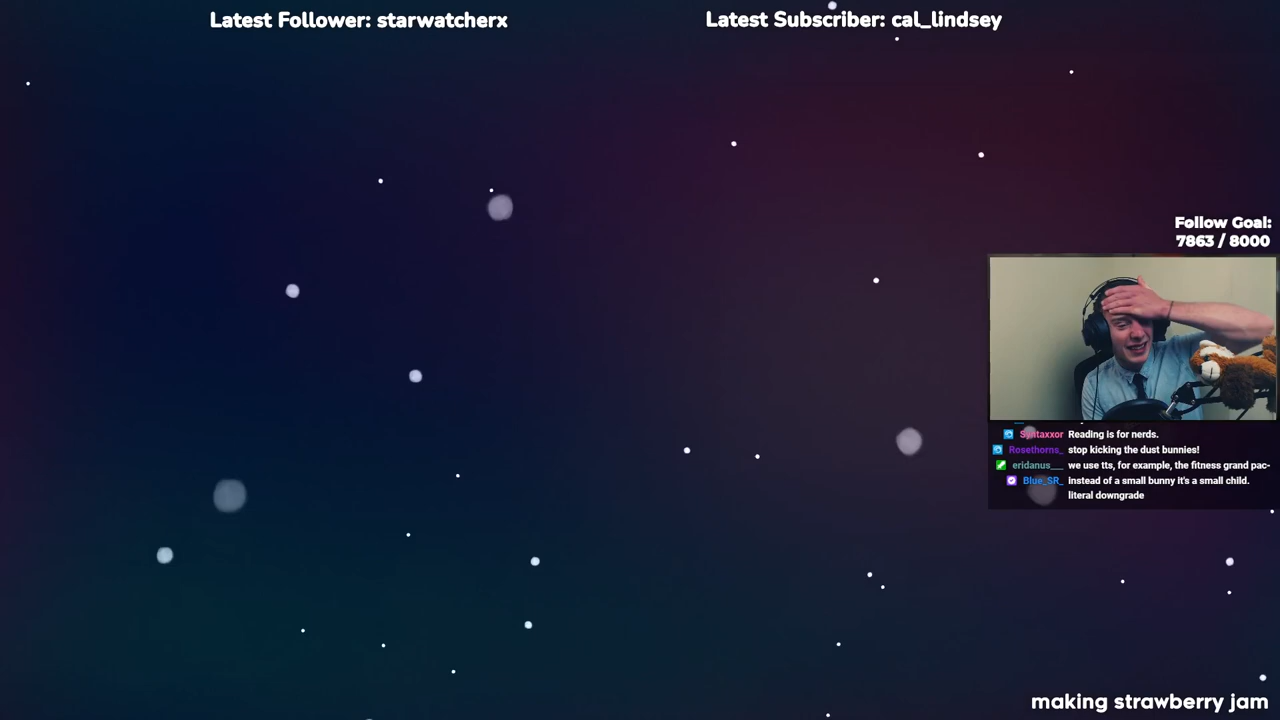 Latest Follower: starwatcherx
Latest Subscriber: cal_lindsey
Follow Goal:
7863 / 8000
Syntaxxor Reading is for nerds.
Rosethorns_ stop kicking the dust bunnies!
eridanus___ we use tts, for example, the fitness grand pac-
Blue_SR_ Instead of a small bunny it's a small child.
literal downgrade
making strawberry jam